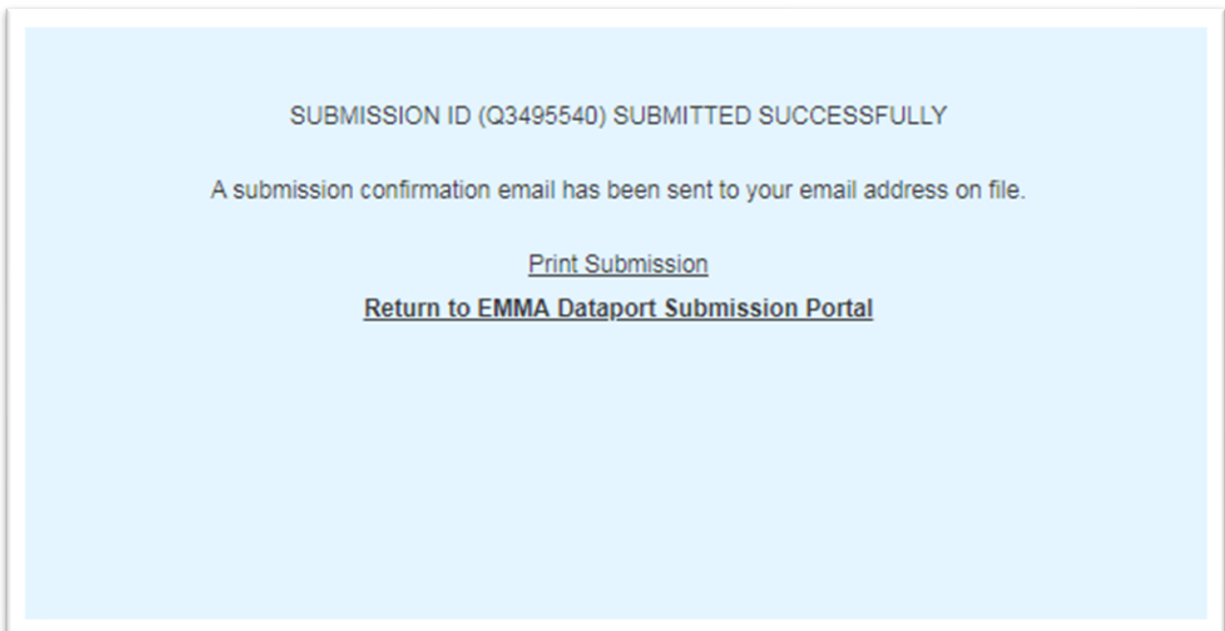 SUBMISSION ID (Q3495540) SUBMITTED SUCCESSFULLY
A submission confirmation email has been sent to your email address on file.
Print Submission
Return to EMMA Dataport Submission Portal